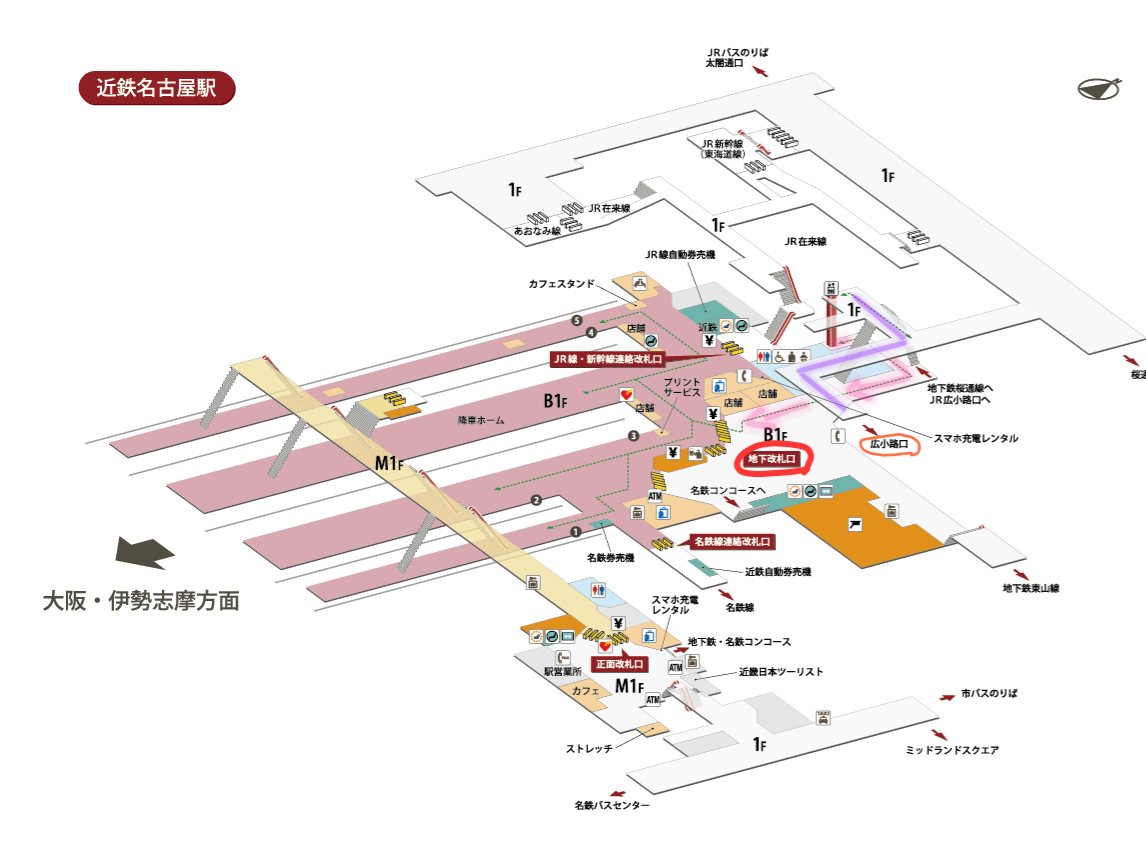 近鉄名古屋駅
JRバスのりば
太閤通口
JR新幹線
(東海道線)
1F
1F
JR在来線
あおなみ線
1F
JR在来線
JR線自動券売機
カフェスタンド
近鉄
1F
店舗
5
4
JR線・新幹線連絡改札口
桜通
地下鉄桜通線へ
JR広小路口へ
プリント
サービス
店舗
店舗
店舗
B1F
降車ホーム
3
B1F
広小路口
スマホ充電レンタル
地下改札口
M1F
名鉄コンコースへ
ATM
2
1
名鉄線連絡改札口
名鉄券売機
近鉄自動券売機
地下鉄東山線
大阪・伊勢志摩方面
名鉄線
スマホ充電
レンタル
地下鉄・名鉄コンコース
正面改札口
駅営業所
ATM
近畿日本ツーリスト
M1F
カフェ
ATM
市バスのりば
TAXI
ストレッチ
1F
ミッドランドスクエア
名鉄バスセンター